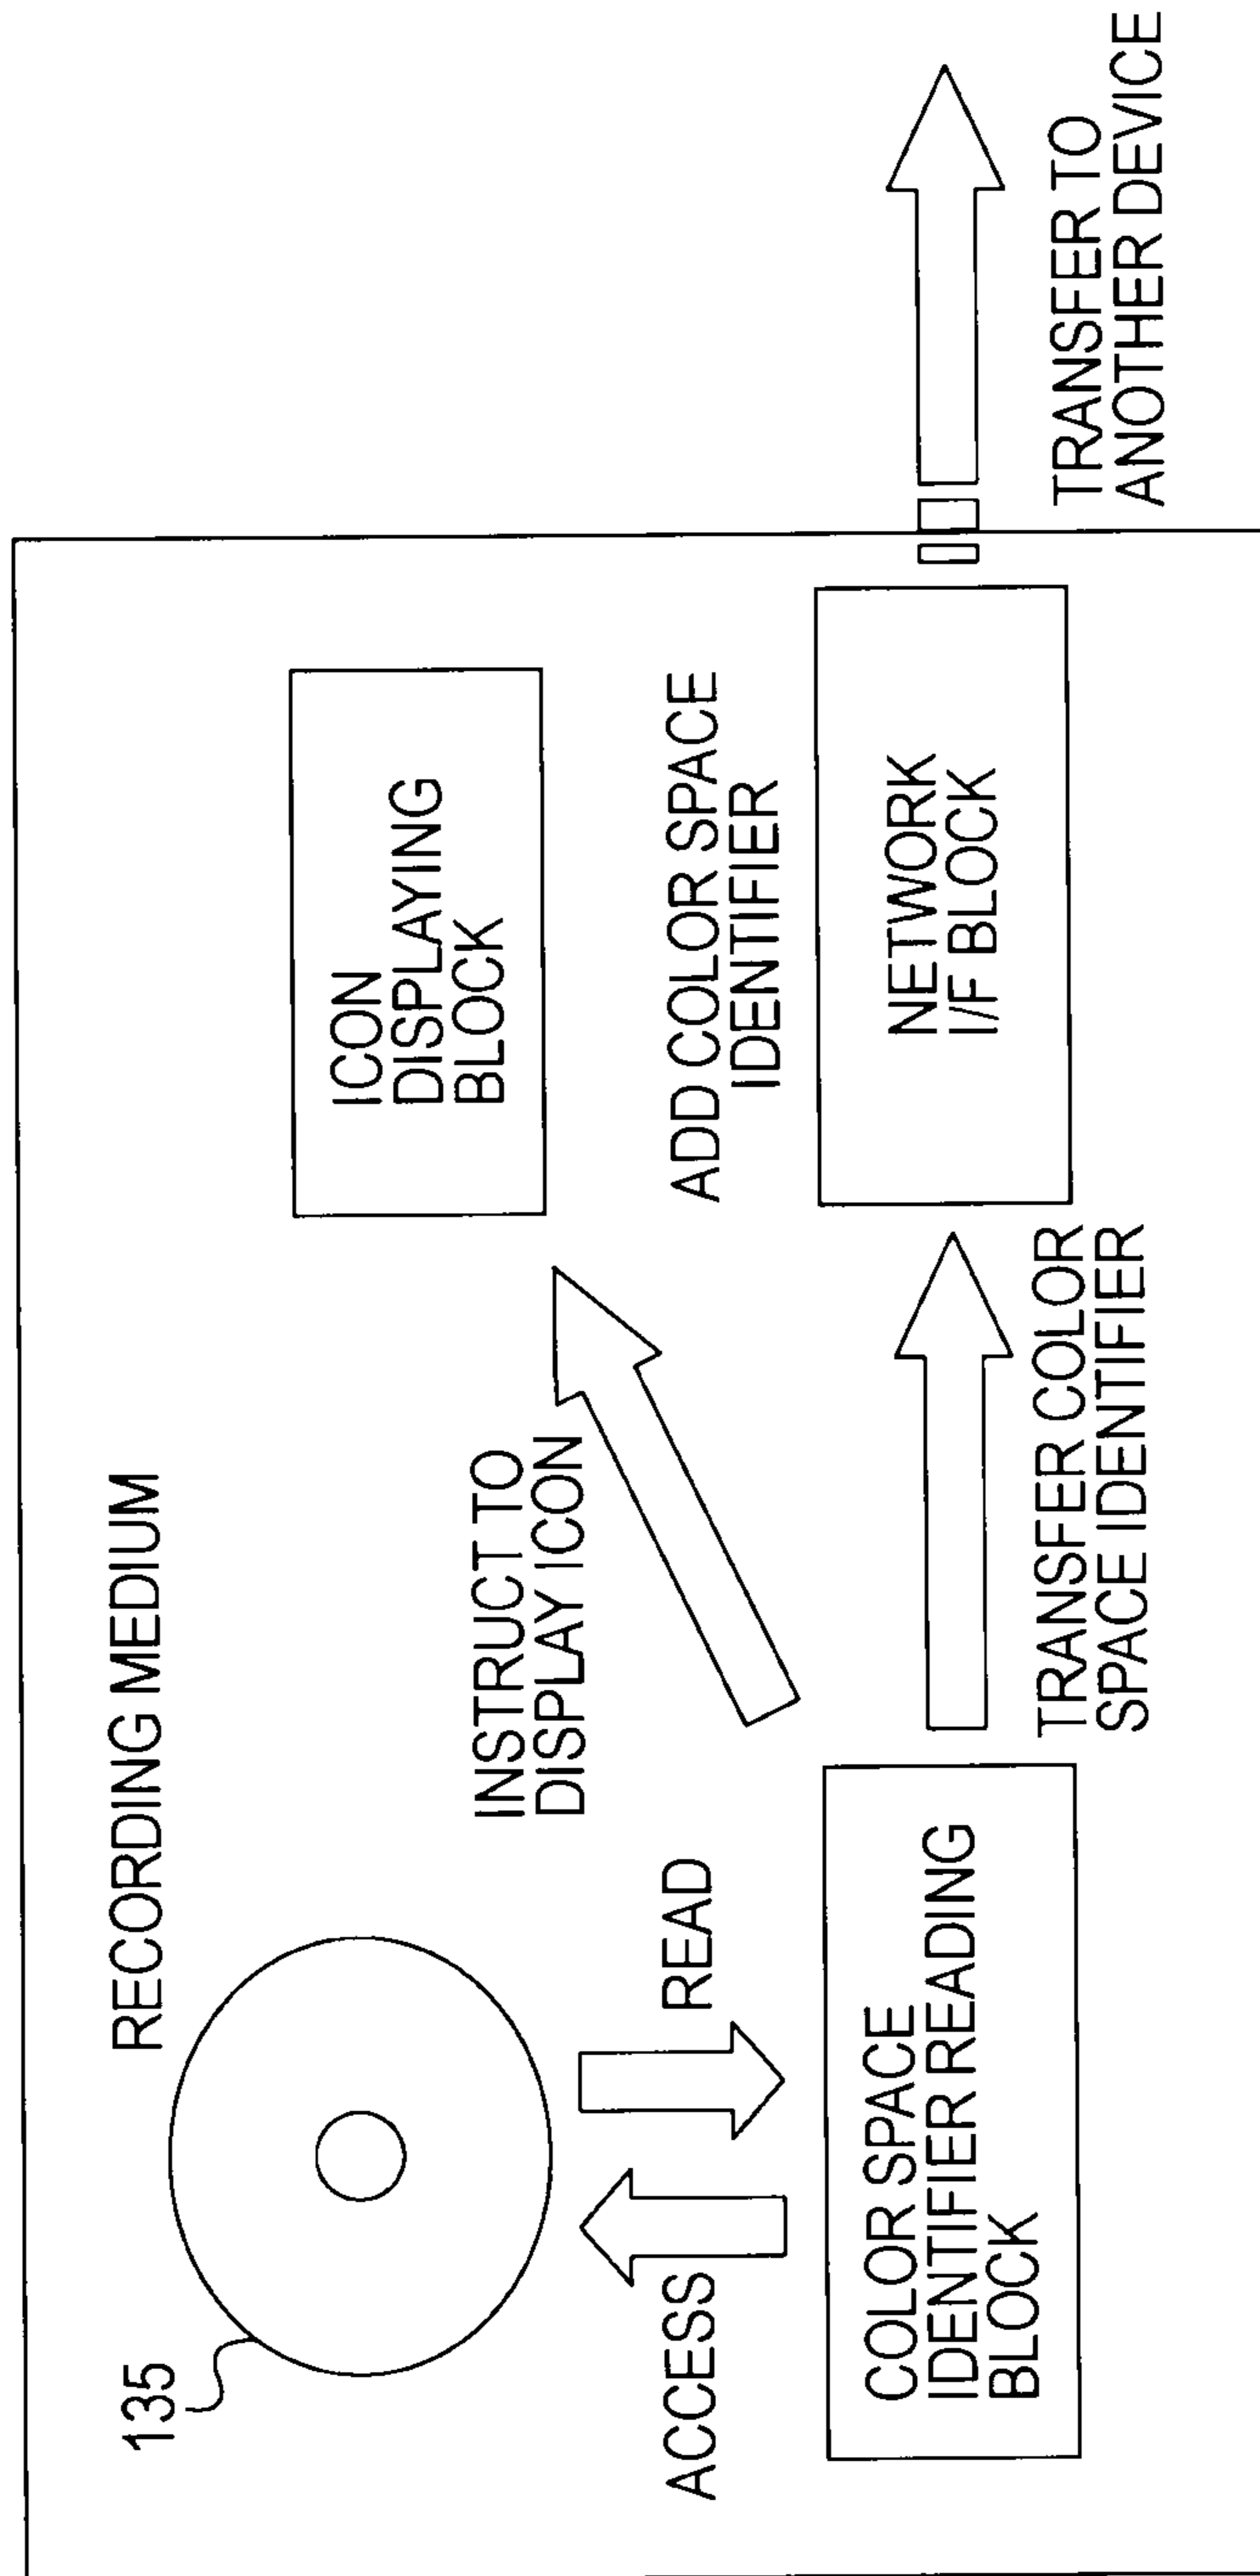 135
RECORDING MEDIUM
ACCESS
READ
INSTRUCT TO
DISPLAY ICON
ICON
DISPLAYING
BLOCK
COLOR SPACE
IDENTIFIER READING
BLOCK
TRANSFER COLOR
SPACE IDENTIFIER
ADD COLOR SPACE
IDENTIFIER
NETWORK
I/F BLOCK
TRANSFER TO
ANOTHER DEVICE